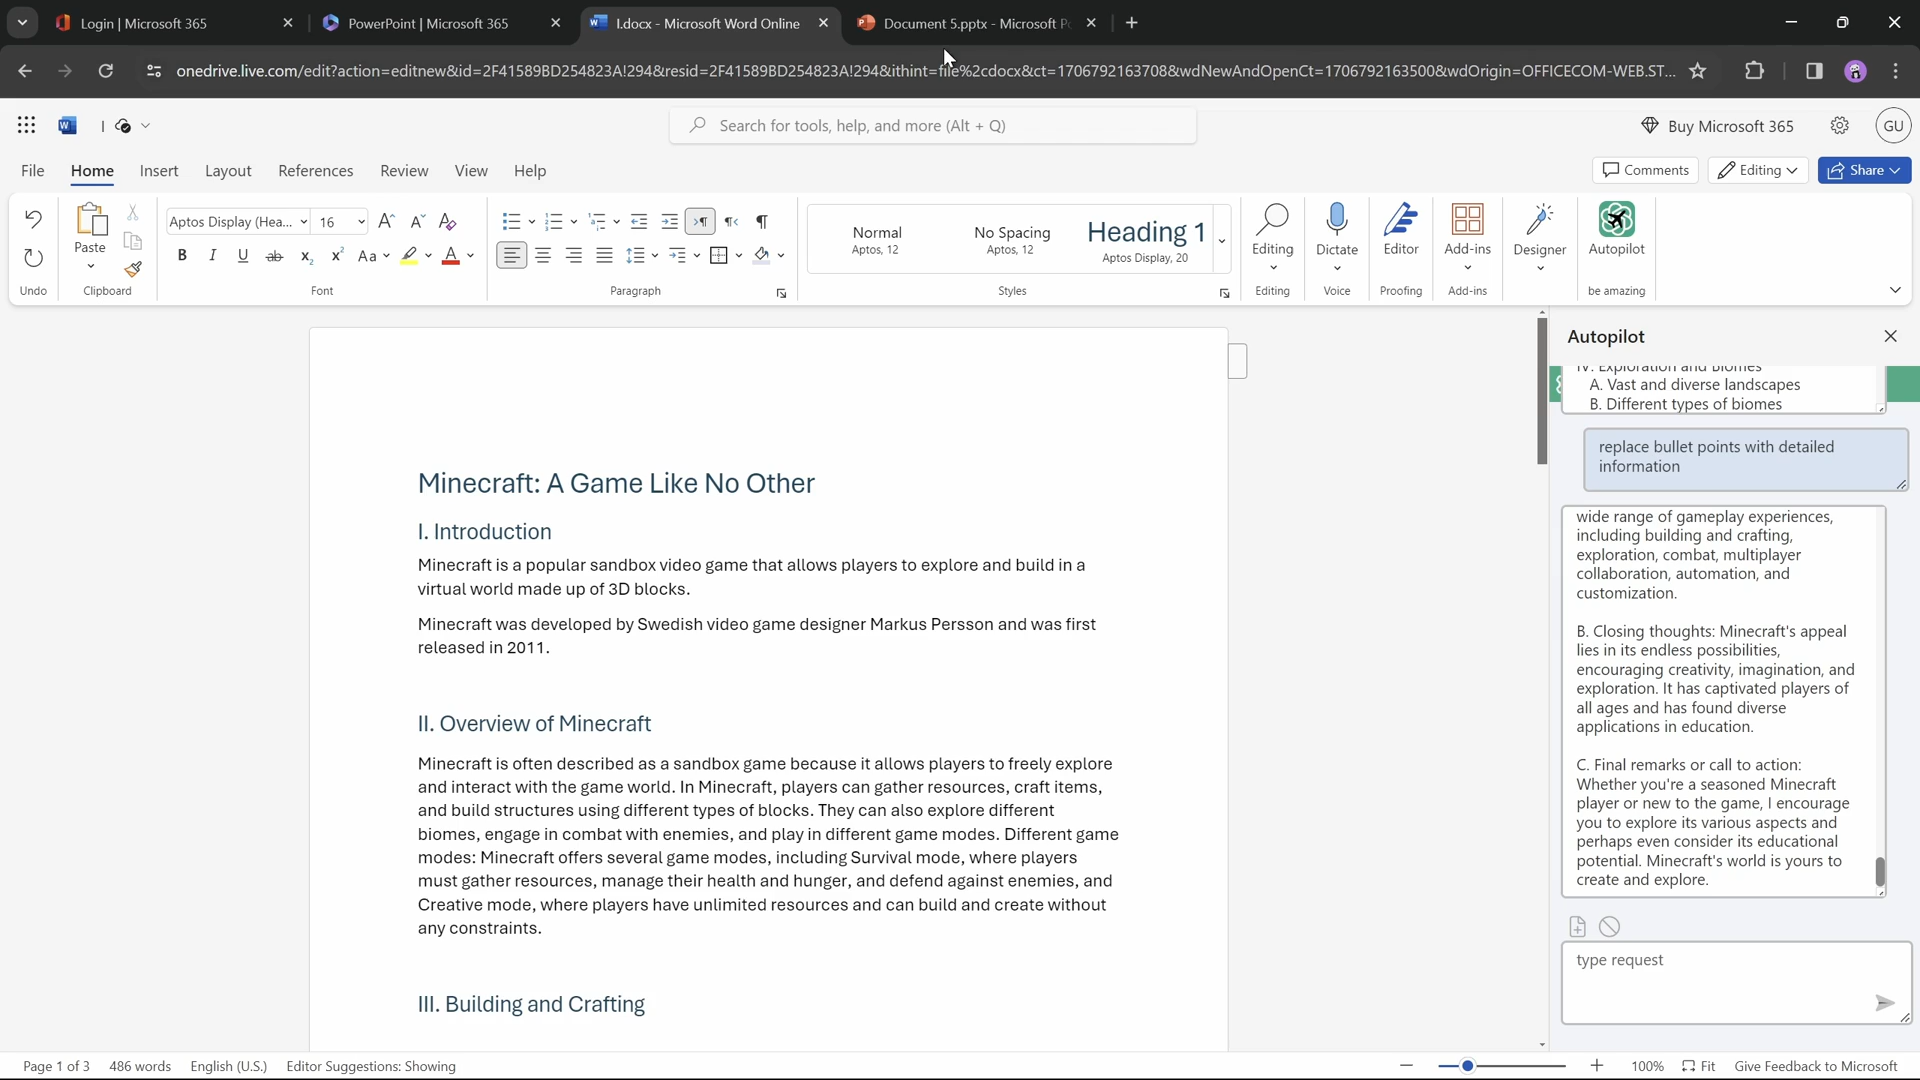 Login | Microsoft 365
PowerPoint | Microsoft 365
I.docx - Microsoft Word Online
Document 5.pptx - Microsoft Po
onedrive.live.com/edit?action=editnew&id=2F41589BD254823A!294&resid=2F41589BD254823A!294&ithint=file%2cdocx&ct=1706792163708&wdNewAndOpenCt=1706792163500&wdOrigin=OFFICECOM-WEB.ST...
I
Search for tools, help, and more (Alt + Q)
Buy Microsoft 365
GU
File Home Insert Layout References Review View Help
Comments Editing Share
Aptos Display (Hea... 16
Paste
B I U ab x₂ x² Aa A
Undo Clipboard Font Paragraph
Normal
Aptos, 12
No Spacing
Aptos, 12
Heading 1
Aptos Display, 20
Styles
Editing Dictate Editor Add-ins Designer Autopilot
Editing Voice Proofing Add-ins be amazing
Minecraft: A Game Like No Other
I. Introduction
Minecraft is a popular sandbox video game that allows players to explore and build in a
virtual world made up of 3D blocks.
Minecraft was developed by Swedish video game designer Markus Persson and was first
released in 2011.
II. Overview of Minecraft
Minecraft is often described as a sandbox game because it allows players to freely explore
and interact with the game world. In Minecraft, players can gather resources, craft items,
and build structures using different types of blocks. They can also explore different
biomes, engage in combat with enemies, and play in different game modes. Different game
modes: Minecraft offers several game modes, including Survival mode, where players
must gather resources, manage their health and hunger, and defend against enemies, and
Creative mode, where players have unlimited resources and can build and create without
any constraints.
III. Building and Crafting
Autopilot
IV. Exploration and Biomes
A. Vast and diverse landscapes
B. Different types of biomes
replace bullet points with detailed
information
wide range of gameplay experiences,
including building and crafting,
exploration, combat, multiplayer
collaboration, automation, and
customization.
B. Closing thoughts: Minecraft's appeal
lies in its endless possibilities,
encouraging creativity, imagination, and
exploration. It has captivated players of
all ages and has found diverse
applications in education.
C. Final remarks or call to action:
Whether you're a seasoned Minecraft
player or new to the game, I encourage
you to explore its various aspects and
perhaps even consider its educational
potential. Minecraft's world is yours to
create and explore.
type request
Page 1 of 3 486 words English (U.S.) Editor Suggestions: Showing
100% Fit Give Feedback to Microsoft